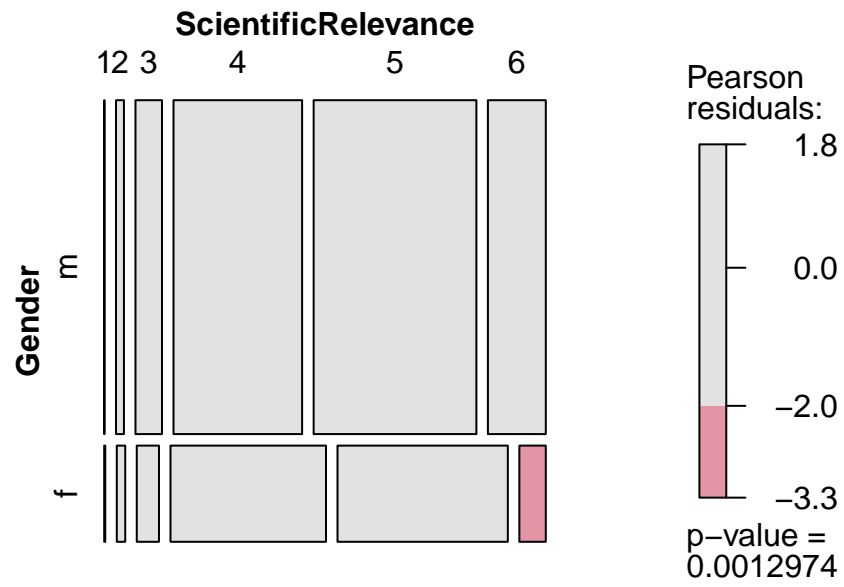 ScientificRelevance
12 3 4 5 6
Gender
m
f
Pearson
residuals:
1.8
0.0
−2.0
−3.3
p−value =
0.0012974